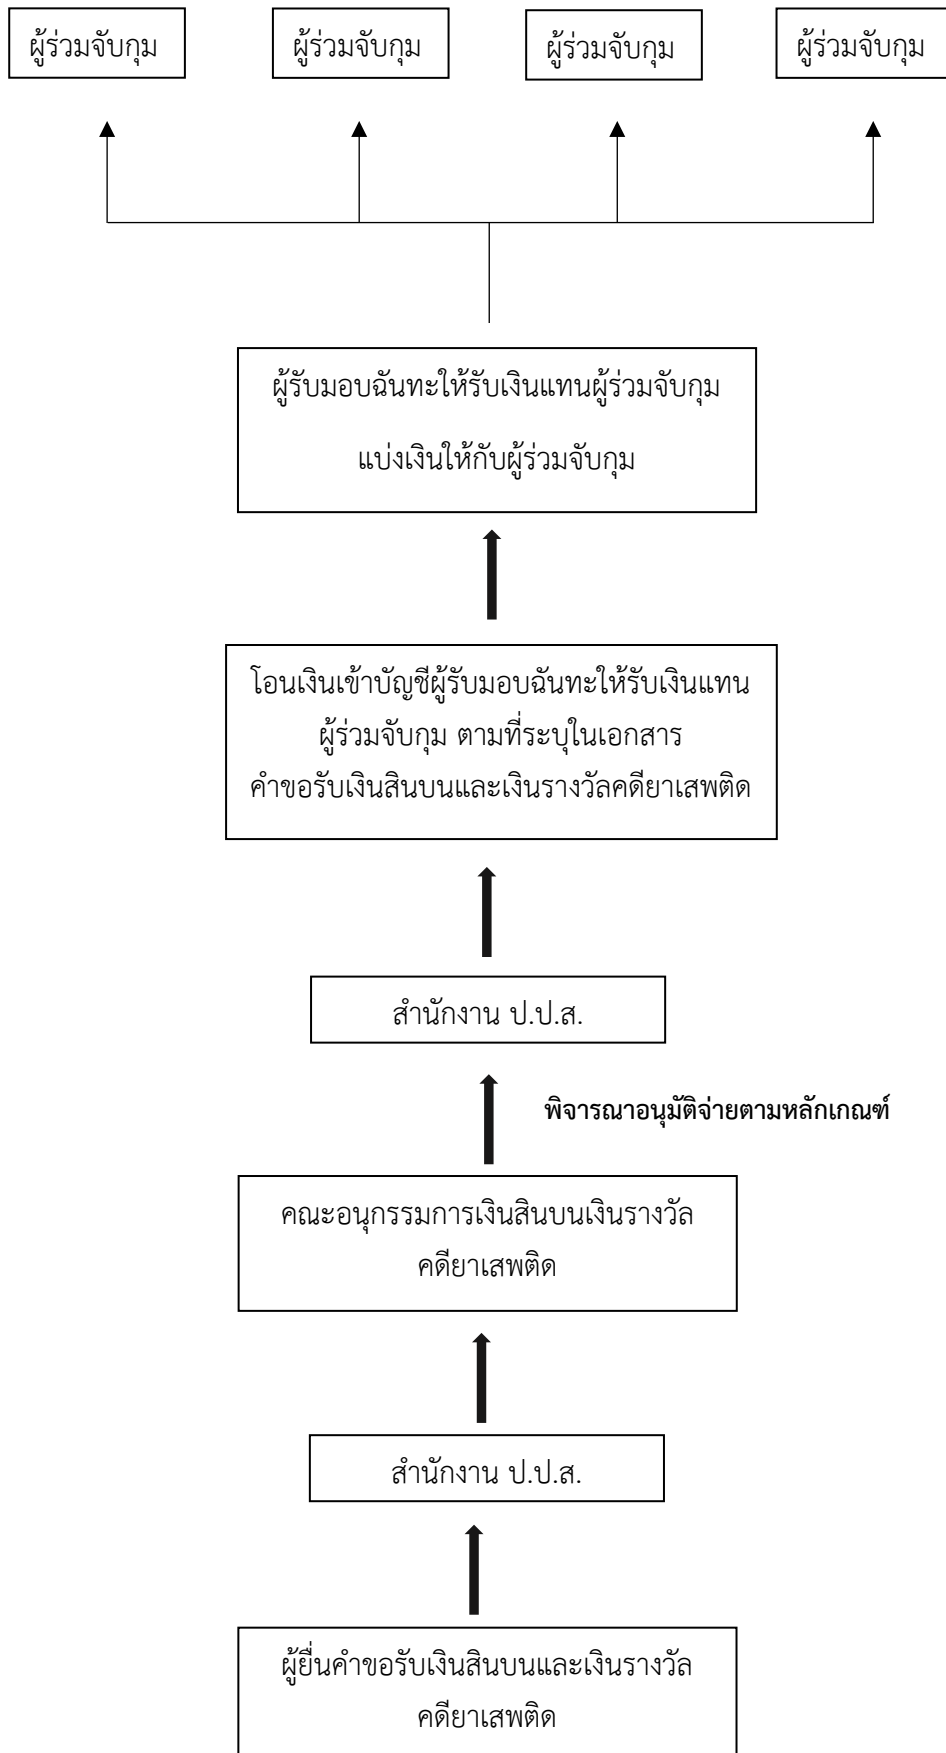 ผู้ร่วมจับกุม
ผู้ร่วมจับกุม
ผู้ร่วมจับกุม
ผู้ร่วมจับกุม
ผู้รับมอบฉันทะให้รับเงินแทนผู้ร่วมจับกุม
แบ่งเงินให้กับผู้ร่วมจับกุม
โอนเงินเข้าบัญชีผู้รับมอบฉันทะให้รับเงินแทน
ผู้ร่วมจับกุม ตามที่ระบุในเอกสาร
คำขอรับเงินสินบนและเงินรางวัลคดียาเสพติด
สำนักงาน ป.ป.ส.
พิจารณาอนุมัติจ่ายตามหลักเกณฑ์
คณะอนุกรรมการเงินสินบนเงินรางวัล
คดียาเสพติด
สำนักงาน ป.ป.ส.
ผู้ยื่นคำขอรับเงินสินบนและเงินรางวัล
คดียาเสพติด